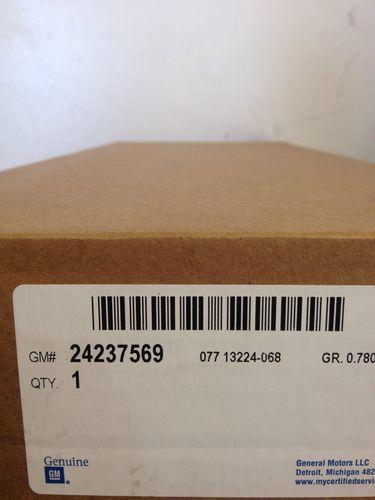 GM# 24237569 077 13224-068 GR. 0.780
QTY. 1
Genuine
GM
General Motors LLC
Detroit, Michigan 482
www.mycertifiedservi